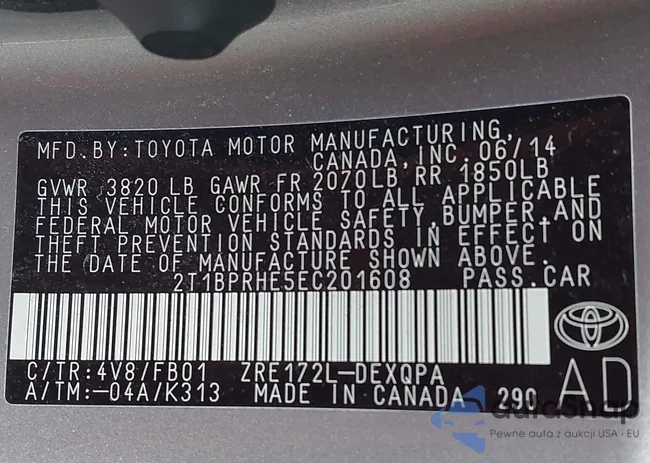 MFD. BY: TOYOTA MOTOR MANUFACTURING,
CANADA, INC. 06/14
GVWR 3820 LB GAWR FR 2070LB RR 1850LB
THIS VEHICLE CONFORMS TO ALL APPLICABLE
FEDERAL MOTOR VEHICLE SAFETY, BUMPER, AND
THEFT PREVENTION STANDARDS IN EFFECT ON
THE DATE OF MANUFACTURE SHOWN ABOVE.
2T1BPRHE5EC201608 PASS. CAR
C/TR: 4V8/FB01 ZRE172L-DEXQPA
A/TM: -04A/K313 MADE IN CANADA 290 AD
autasnap
Pewne auta z aukcji USA i EU